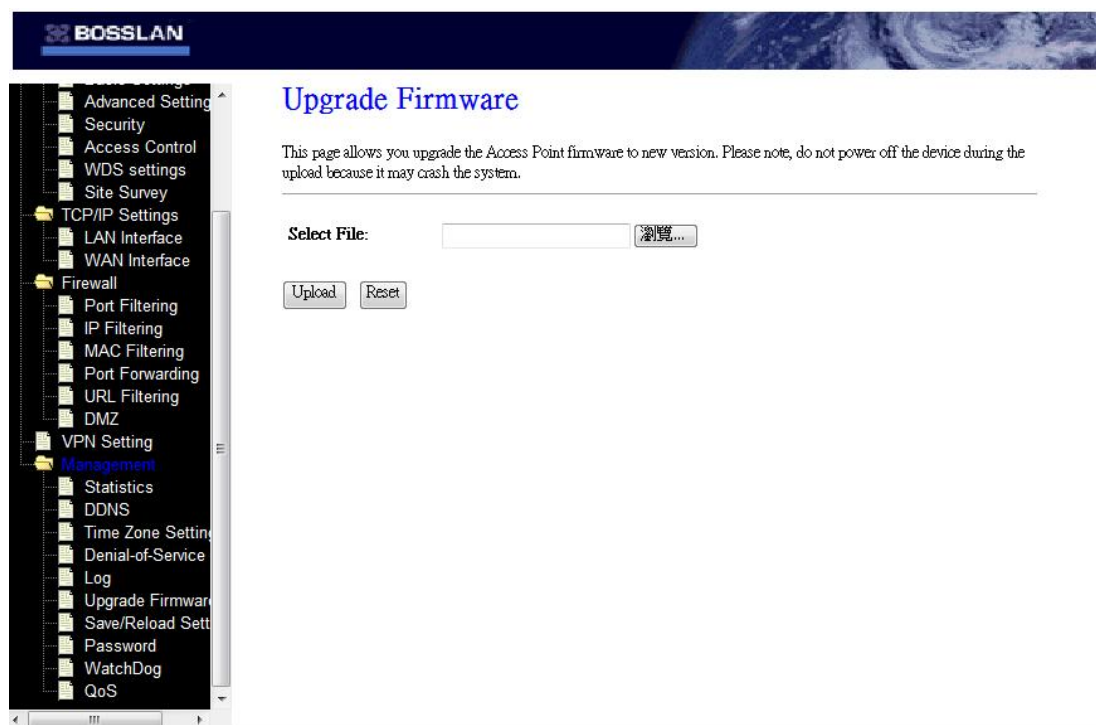 BOSSLAN
Advanced Setting
Security
Access Control
WDS settings
Site Survey
TCP/IP Settings
LAN Interface
WAN Interface
Firewall
Port Filtering
IP Filtering
MAC Filtering
Port Forwarding
URL Filtering
DMZ
VPN Setting
Management
Statistics
DDNS
Time Zone Setting
Denial-of-Service
Log
Upgrade Firmware
Save/Reload Sett
Password
WatchDog
QoS
Upgrade Firmware
This page allows you upgrade the Access Point firmware to new version. Please note, do not power off the device during the
upload because it may crash the system.
Select File:
瀏覽...
Upload Reset